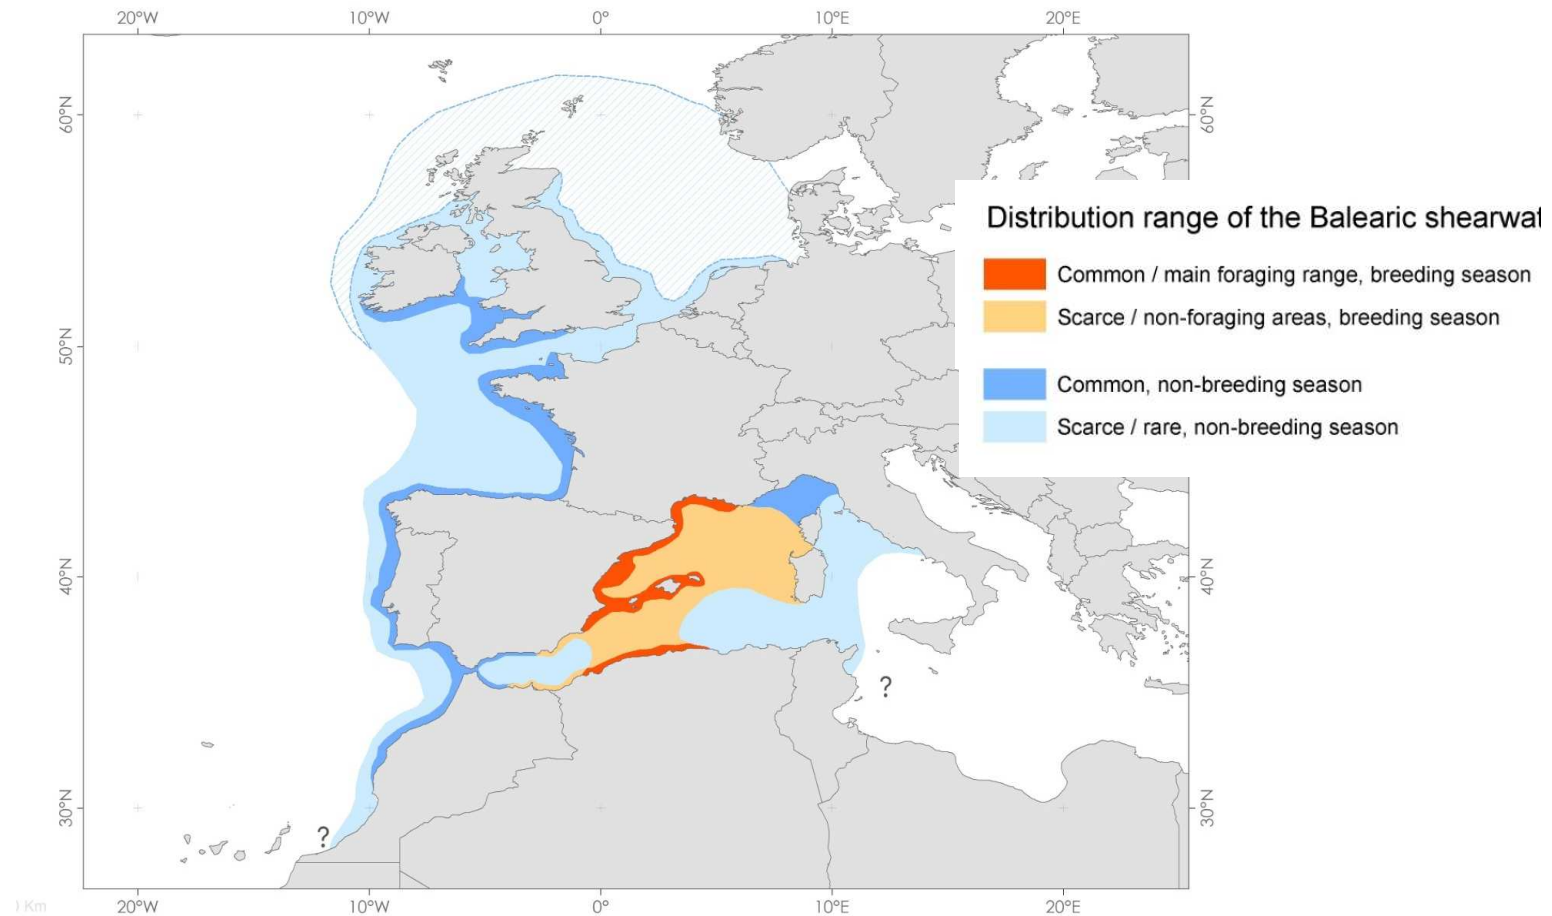 20°W 10°W 0° 10°E 20°E
60°N 60°N
Distribution range of the Balearic shearwat
Common / main foraging range, breeding season
Scarce / non-foraging areas, breeding season
50°N
Common, non-breeding season
Scarce / rare, non-breeding season
40°N 40°N
?
30°N 30°N
?
20°W 10°W 0° 10°E 20°E
) Km